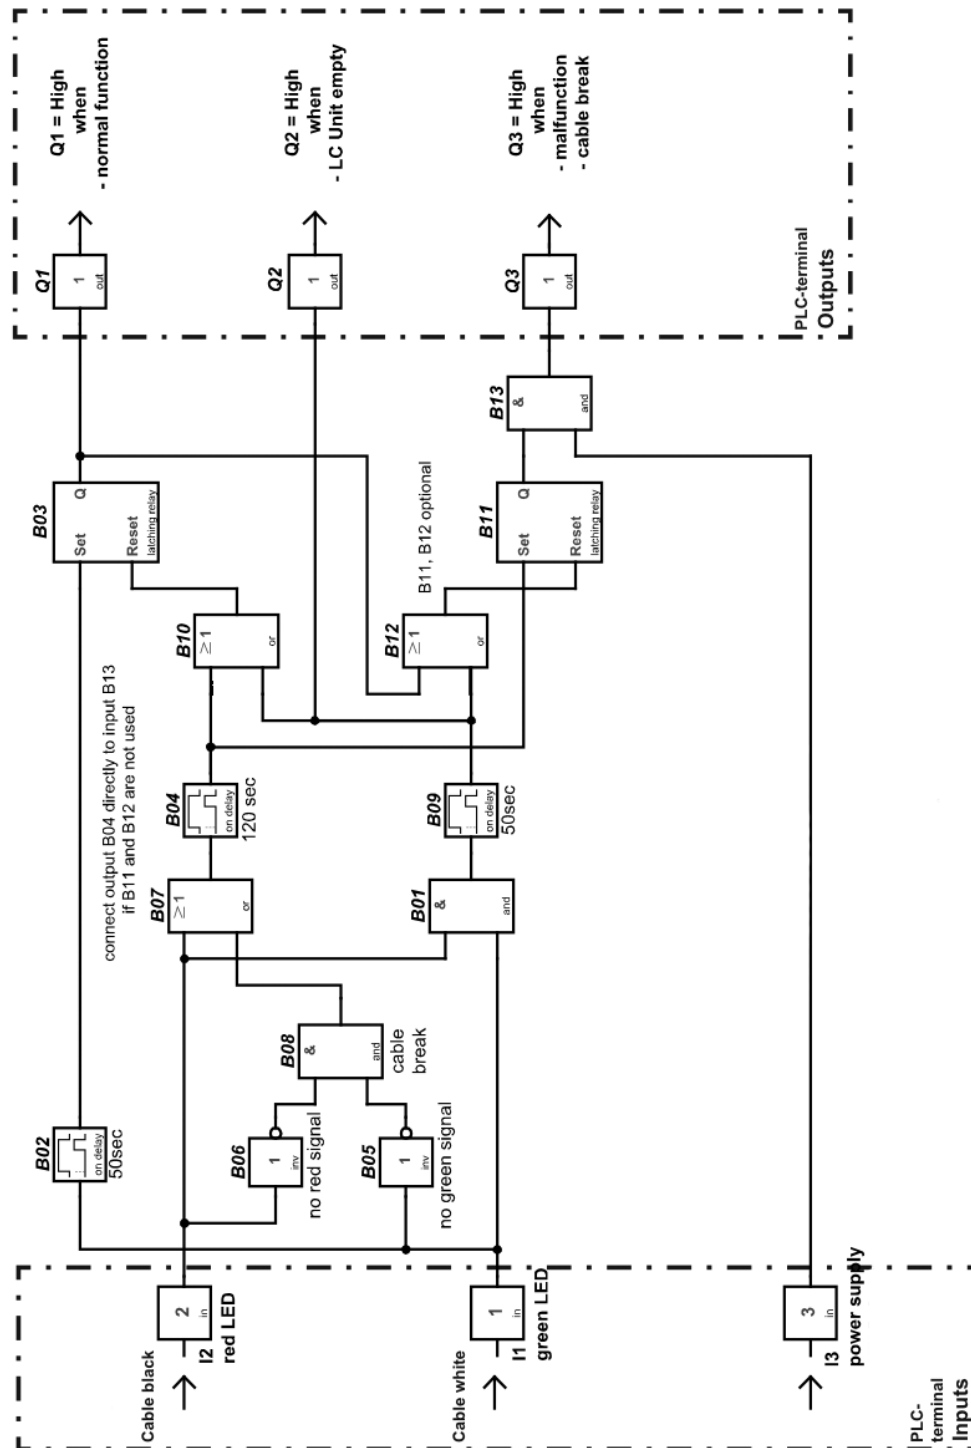 Q1 = High
when
- normal function
Q2 = High
when
- LC Unit empty
Q3 = High
when
- malfunction
- cable break
Q1
1
out
Q2
1
out
Q3
1
out
PLC-terminal
Outputs
B13
&
and
B03
Set
Q
Reset
latching relay
B11, B12 optional
B11
Set
Q
Reset
latching relay
B10
≥1
or
B12
≥1
or
connect output B04 directly to input B13
if B11 and B12 are not used
B04
on delay
120 sec
B09
on delay
50sec
B07
≥1
or
B01
&
and
B08
&
and
cable
break
B02
on delay
50sec
B06
1
inv
no red signal
B05
1
inv
no green signal
Cable black
2
in
I2
red LED
Cable white
1
in
I1
green LED
3
in
I3
power supply
PLC-
terminal
Inputs